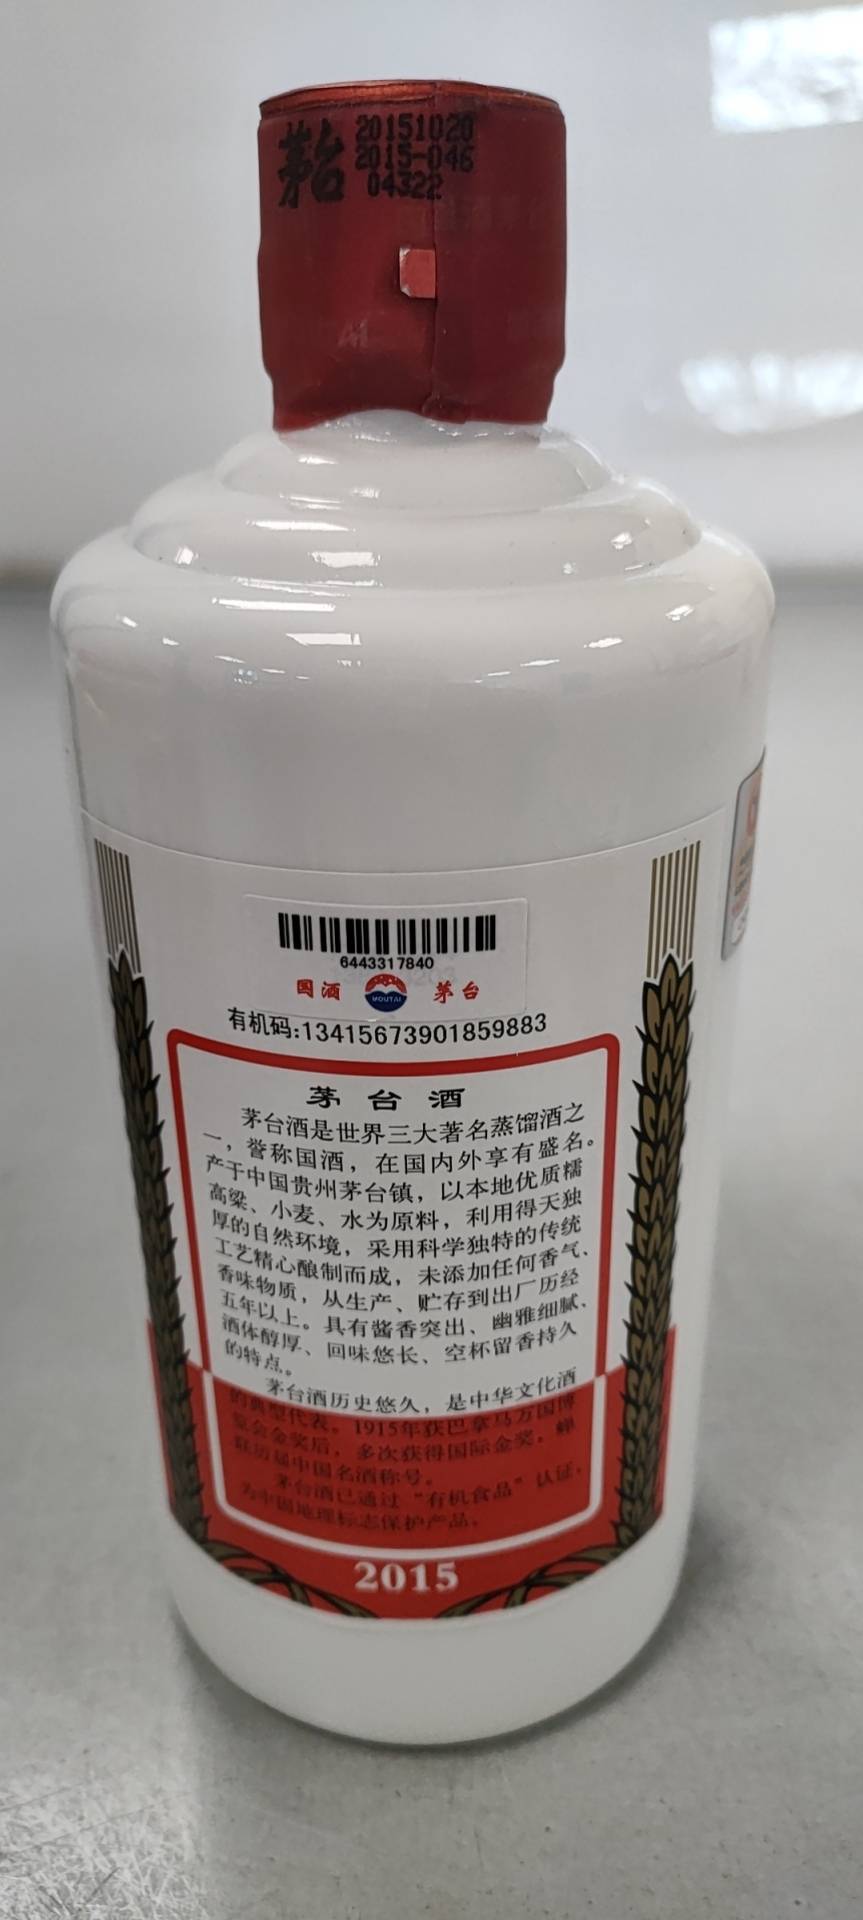 茅台
20151020
2015-046
04322
6443317840
国酒
MOUTAI
茅台
有机码:13415673901859883
茅台酒
茅台酒是世界三大著名蒸馏酒之
一，誉称国酒，在国内外享有盛名。
产于中国贵州茅台镇，以本地优质糯
高粱、小麦、水为原料，利用得天独
厚的自然环境，采用科学独特的传统
工艺精心酿制而成，未添加任何香气、
香味物质，从生产、贮存到出厂历经
五年以上。具有酱香突出、幽雅细腻、
酒体醇厚、回味悠长、空杯留香持久
的特点。
茅台酒历史悠久，是中华文化酒
的典型代表。1915年获巴拿马万国博
览会金奖后，多次获得国际金奖，蝉
联历届中国名酒称号。
茅台酒已通过“有机食品”认证，
为中国地理标志保护产品。
2015